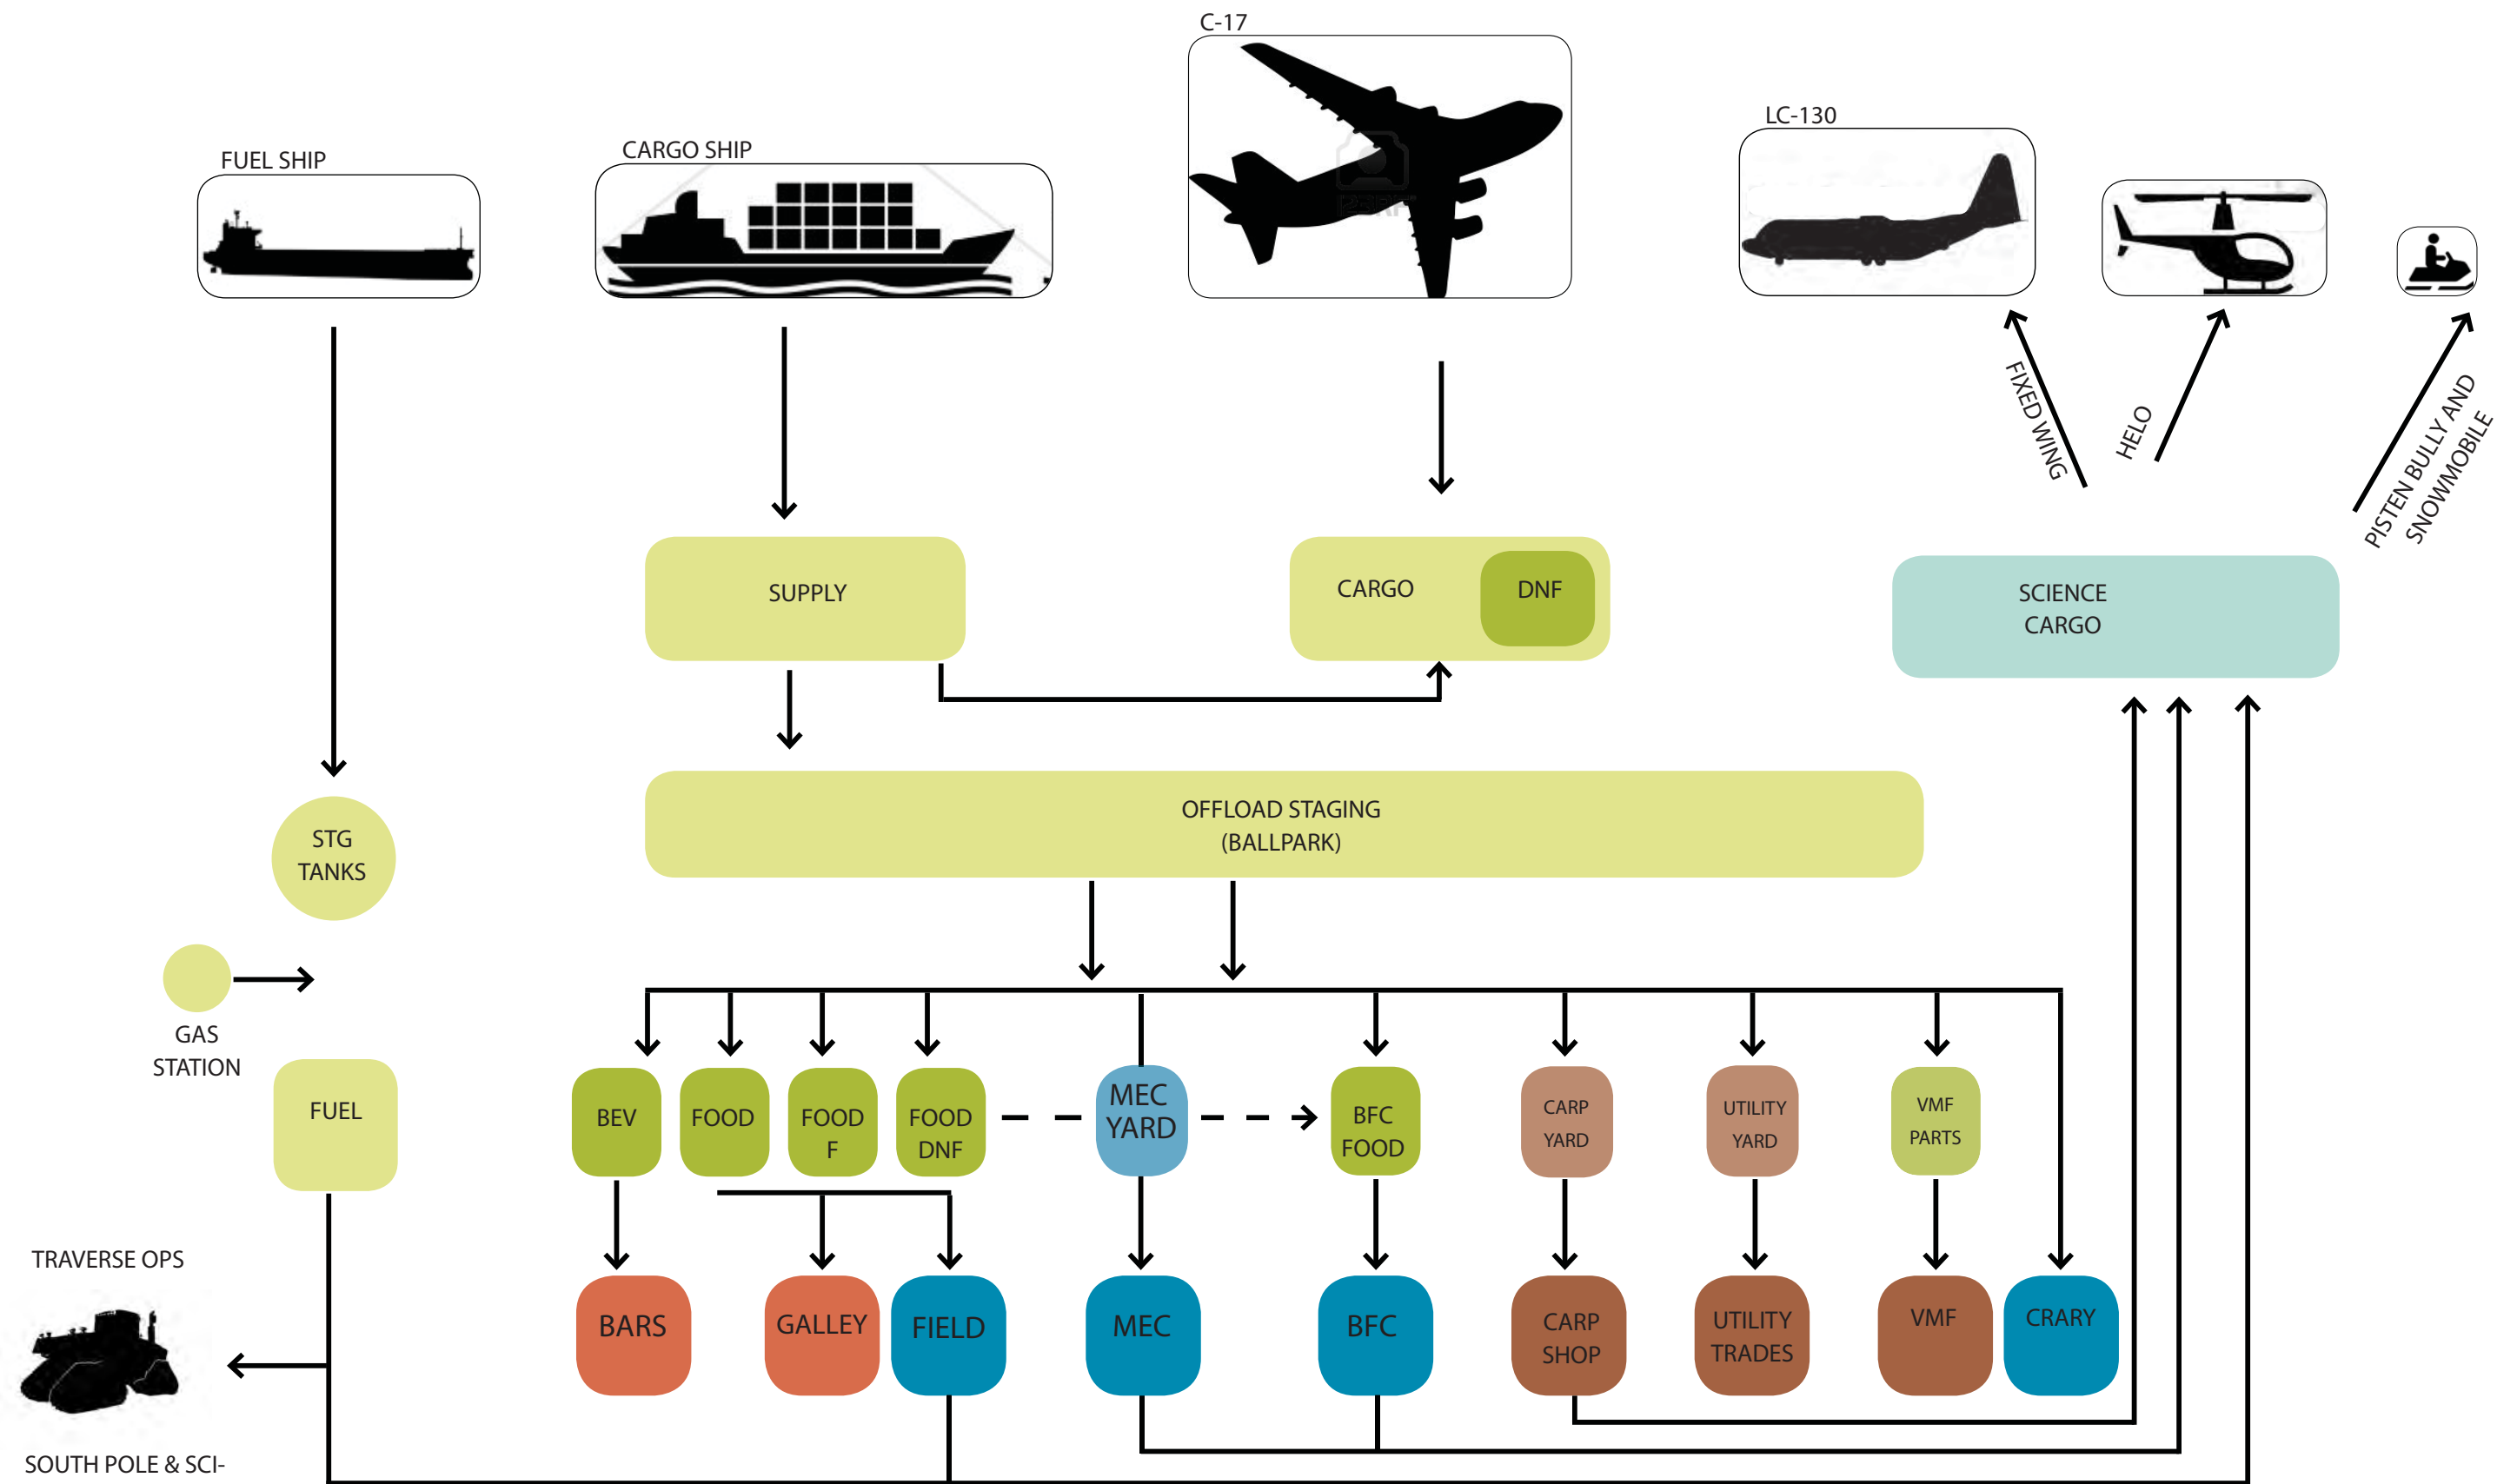 C-17
LC-130
FUEL SHIP
CARGO SHIP
FIXED WING
HELO
PISTEN BULLY AND
SNOWMOBILE
SUPPLY
CARGO
DNF
SCIENCE
CARGO
OFFLOAD STAGING
(BALLPARK)
STG
TANKS
GAS
STATION
FUEL
BEV
FOOD
FOOD
F
FOOD
DNF
MEC
YARD
BFC
FOOD
CARP
YARD
UTILITY
YARD
VMF
PARTS
TRAVERSE OPS
BARS
GALLEY
FIELD
MEC
BFC
CARP
SHOP
UTILITY
TRADES
VMF
CRARY
SOUTH POLE & SCI-